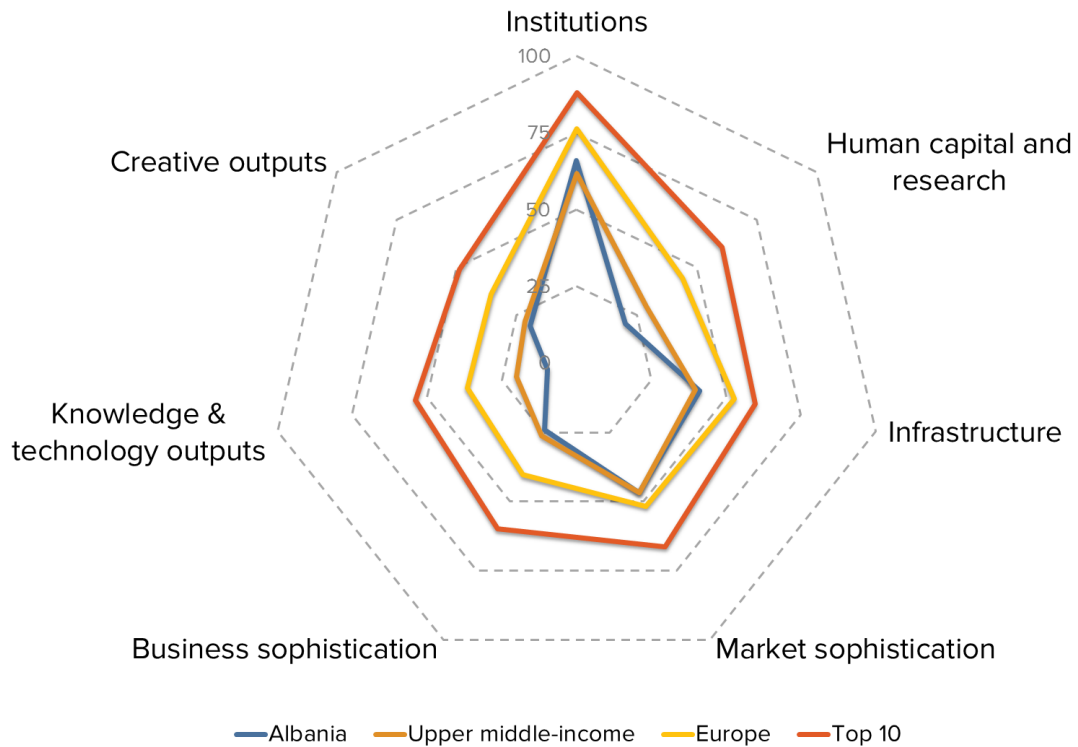 Institutions
100
75
50
25
0
Human capital and
research
Creative outputs
Knowledge &
technology outputs
Infrastructure
Business sophistication
Market sophistication
Albania
Upper middle-income
Europe
Top 10